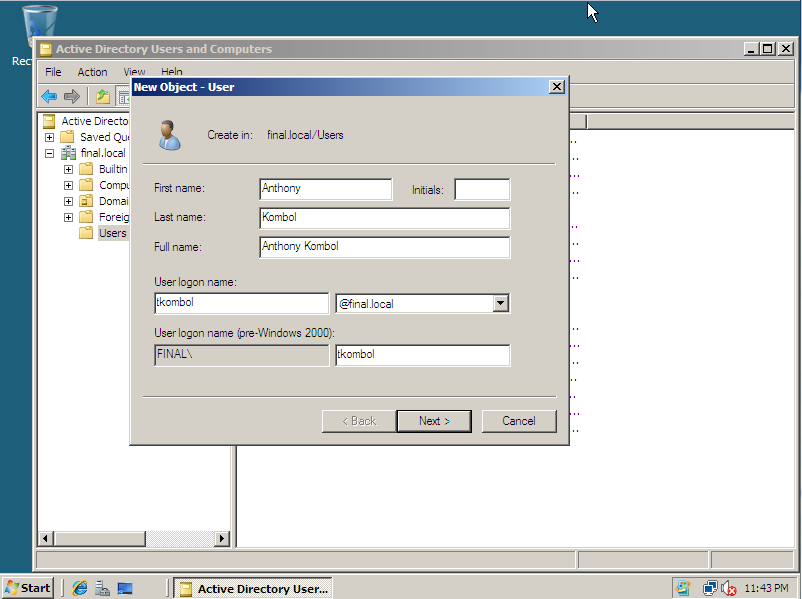 Active Directory Users and Computers
File Action View Help
New Object - User
Create in: final.local/Users
First name: Anthony Initials:
Last name: Kombol
Full name: Anthony Kombol
User logon name:
tkombol @final.local
User logon name (pre-Windows 2000):
FINAL\ tkombol
< Back Next > Cancel
Active Directo
Saved Que
final.local
Builtin
Compu
Domai
Foreig
Users
Start Active Directory User... 11:43 PM